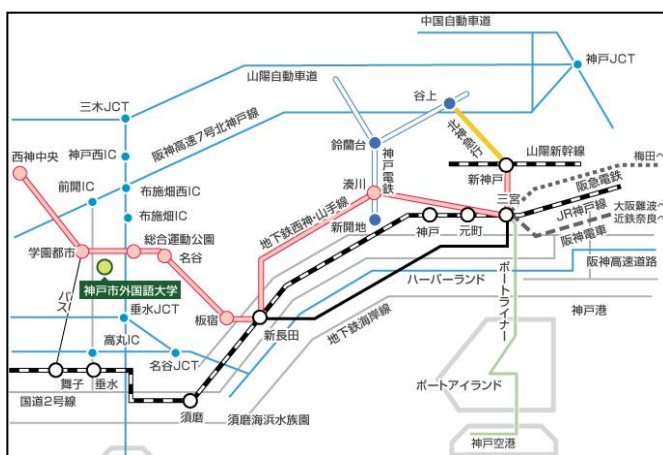 中国自動車道
神戸JCT
山陽自動車道
谷上
三木JCT
阪神高速7号北神戸線
北神急行
鈴蘭台
神戸電鉄
山陽新幹線
梅田へ
西神中央
神戸西IC
前開IC
布施畑西IC
湊川
新神戸
阪急電鉄
三宮
JR神戸線
大阪難波へ
近鉄奈良へ
布施畑IC
地下鉄西神・山手線
新開地
神戸
元町
阪神電車
学園都市
総合運動公園
名谷
神戸市外国語大学
バス
ハーバーランド
阪神高速道路
ポートライナー
垂水JCT
板宿
新長田
地下鉄海岸線
神戸港
高丸IC
名谷JCT
舞子
垂水
ポートアイランド
国道2号線
須磨
須磨海浜水族園
神戸空港